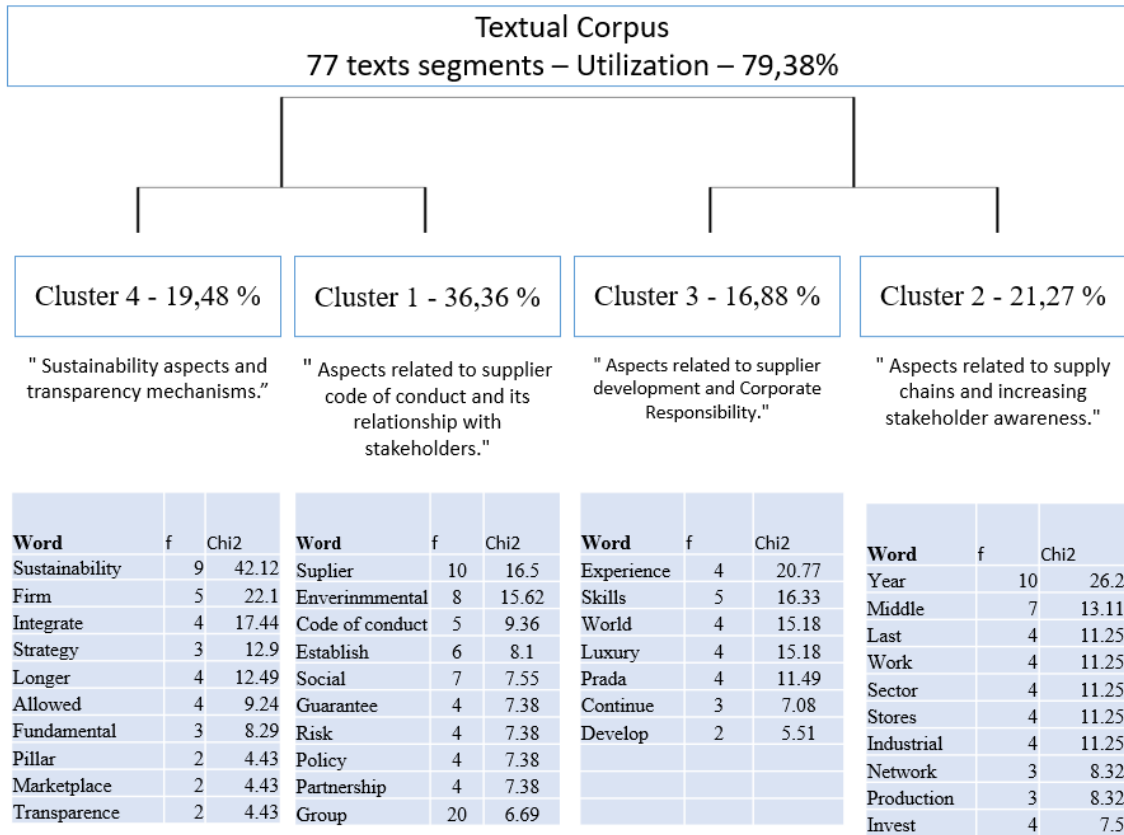 Textual Corpus
77 texts segments – Utilization – 79,38%
Cluster 4 - 19,48 %
Cluster 1 - 36,36 %
Cluster 3 - 16,88 %
Cluster 2 - 21,27 %
" Sustainability aspects and
transparency mechanisms.”
" Aspects related to supplier
code of conduct and its
relationship with
stakeholders."
" Aspects related to supplier
development and Corporate
Responsibility."
" Aspects related to supply
chains and increasing
stakeholder awareness."
Word f Chi2
Sustainability 9 42.12
Firm 5 22.1
Integrate 4 17.44
Strategy 3 12.9
Longer 4 12.49
Allowed 4 9.24
Fundamental 3 8.29
Pillar 2 4.43
Marketplace 2 4.43
Transparence 2 4.43
Word f Chi2
Suplier 10 16.5
Enverinmmental 8 15.62
Code of conduct 5 9.36
Establish 6 8.1
Social 7 7.55
Guarantee 4 7.38
Risk 4 7.38
Policy 4 7.38
Partnership 4 7.38
Group 20 6.69
Word f Chi2
Experience 4 20.77
Skills 5 16.33
World 4 15.18
Luxury 4 15.18
Prada 4 11.49
Continue 3 7.08
Develop 2 5.51
Word f Chi2
Year 10 26.2
Middle 7 13.11
Last 4 11.25
Work 4 11.25
Sector 4 11.25
Stores 4 11.25
Industrial 4 11.25
Network 3 8.32
Production 3 8.32
Invest 4 7.5